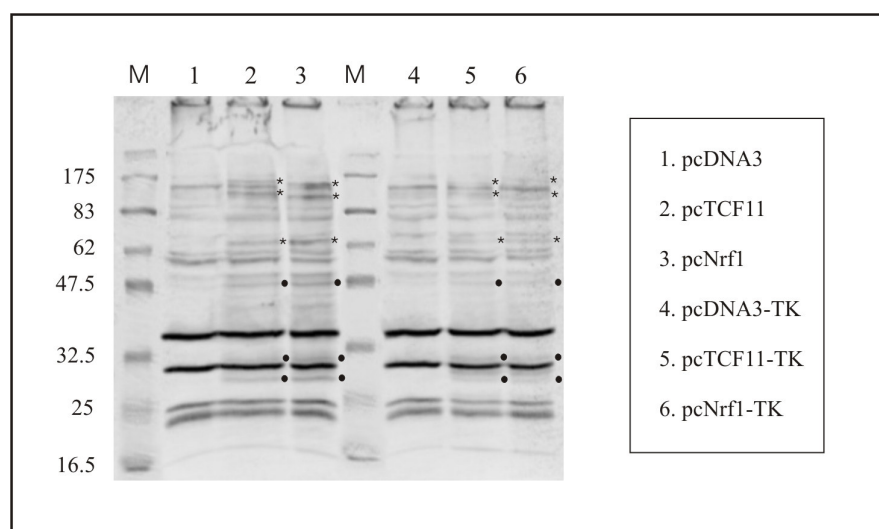 M 1 2 3 M 4 5 6
175
83
62
47.5
32.5
25
16.5
1. pcDNA3
2. pcTCF11
3. pcNrf1
4. pcDNA3-TK
5. pcTCF11-TK
6. pcNrf1-TK